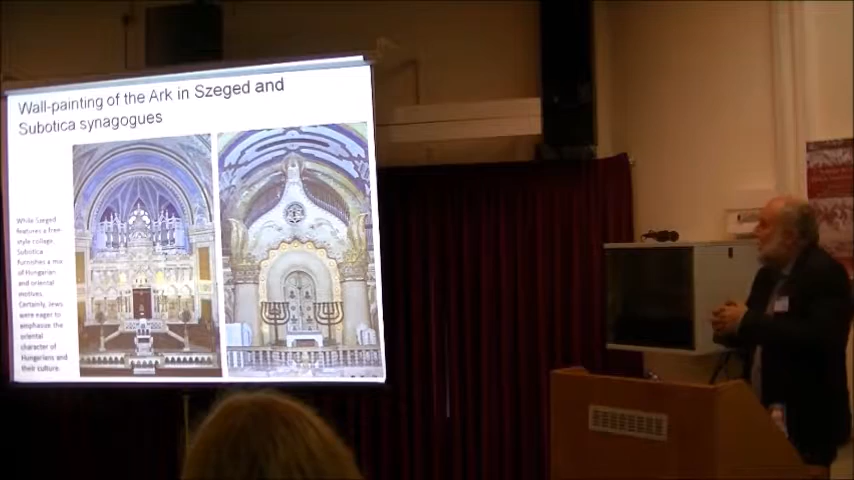 Wall-painting of the Ark in Szeged and
Subotica synagogues
While Szeged
features a free-
style collage,
Subotica
furnishes a mix
of Hungarian
and oriental
motives.
Certainly, Jews
were eager to
emphasize the
oriental
character of
Hungarians and
their culture.